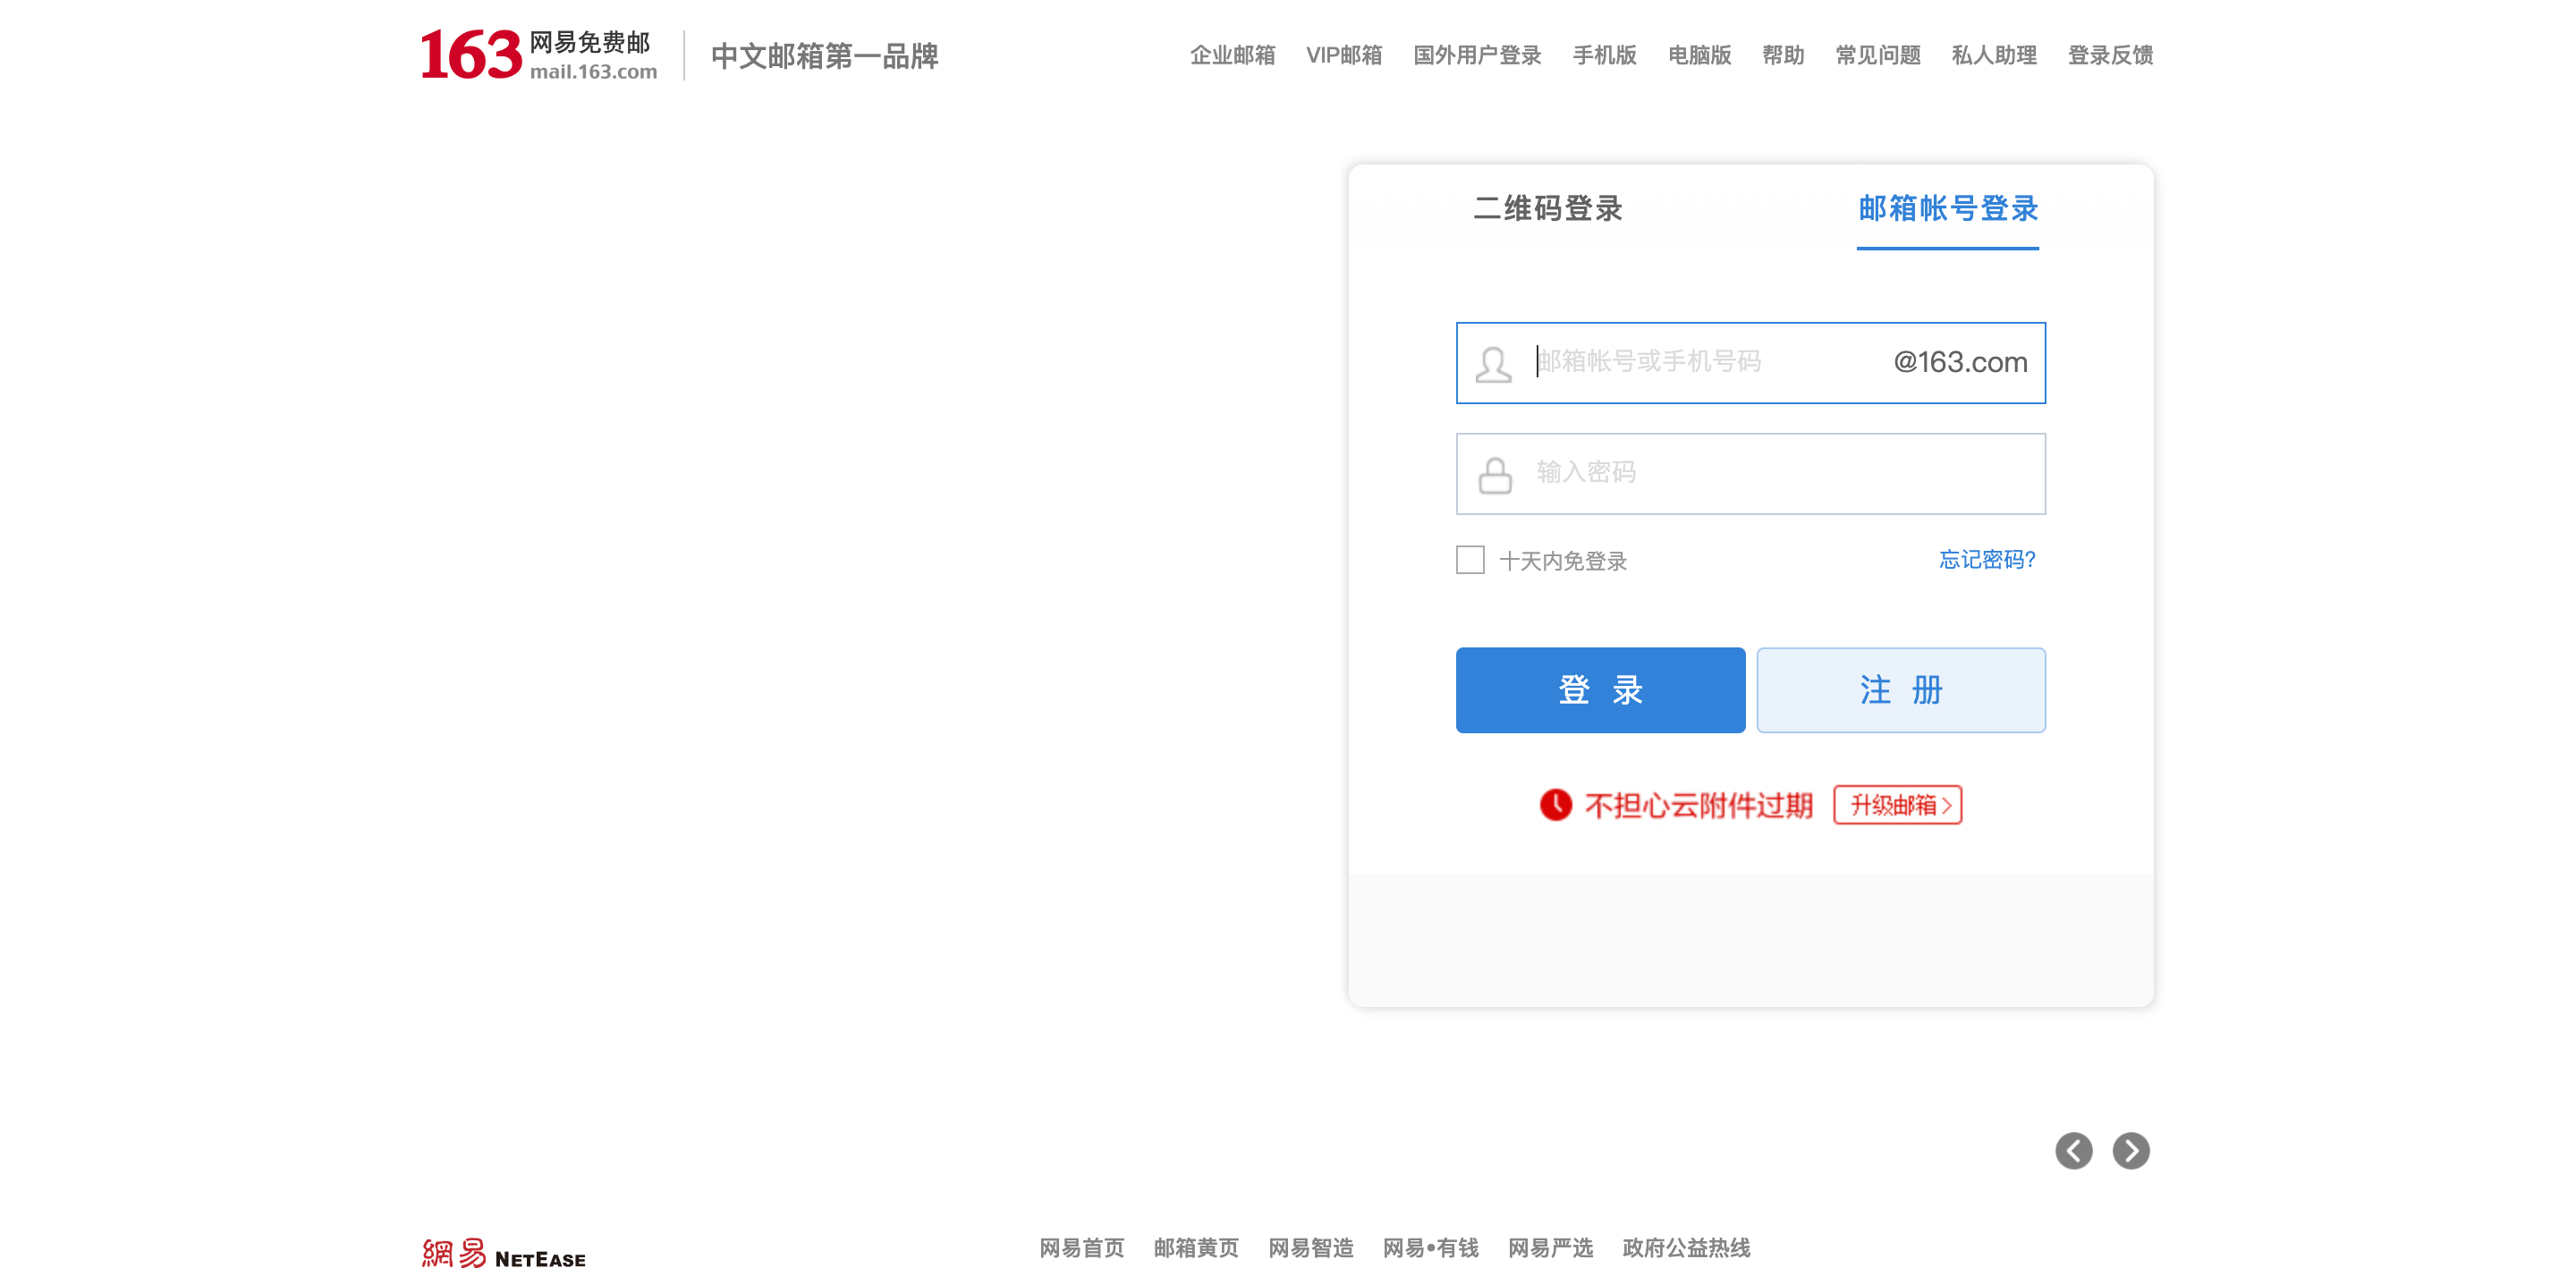 163 网易免费邮 mail.163.com 中文邮箱第一品牌
企业邮箱 VIP邮箱 国外用户登录 手机版 电脑版 帮助 常见问题 私人助理 登录反馈
二维码登录 邮箱帐号登录
邮箱帐号或手机号码 @163.com
输入密码
十天内免登录 忘记密码?
登 录 注 册
不担心云附件过期 升级邮箱
網易 NETEASE
网易首页 邮箱黄页 网易智造 网易•有钱 网易严选 政府公益热线